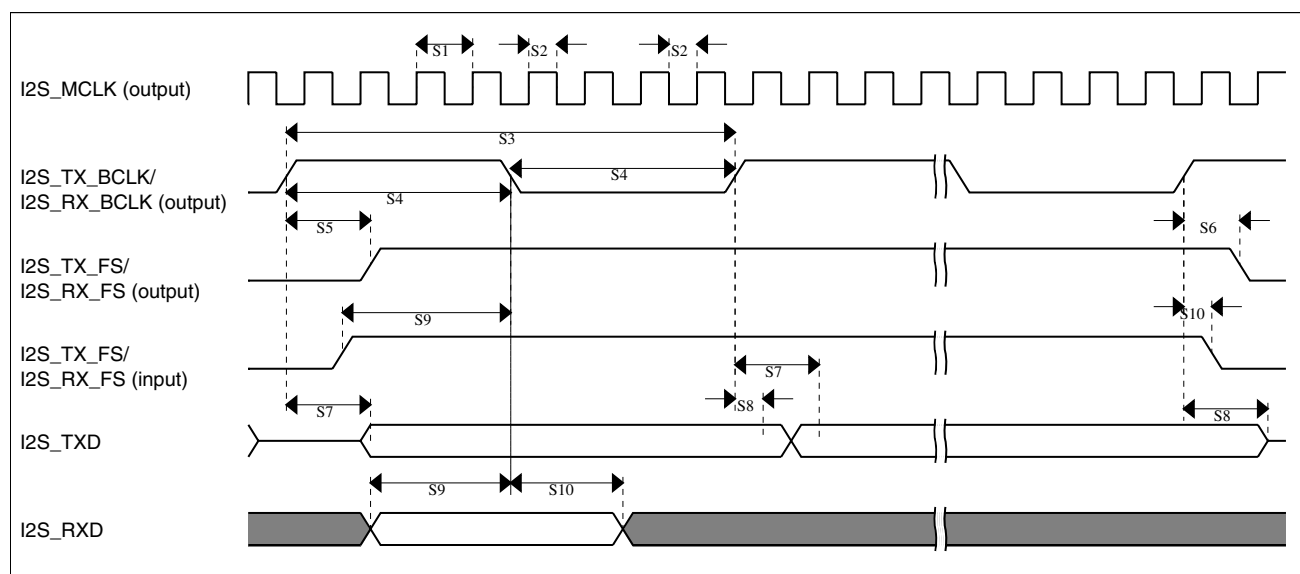 S1 S2 S2
I2S_MCLK (output)
S3
I2S_TX_BCLK/
I2S_RX_BCLK (output)
S4
S4
S5
S6
I2S_TX_FS/
I2S_RX_FS (output)
S9
S10
I2S_TX_FS/
I2S_RX_FS (input)
S7
S7
S8
S8
I2S_TXD
S9 S10
I2S_RXD